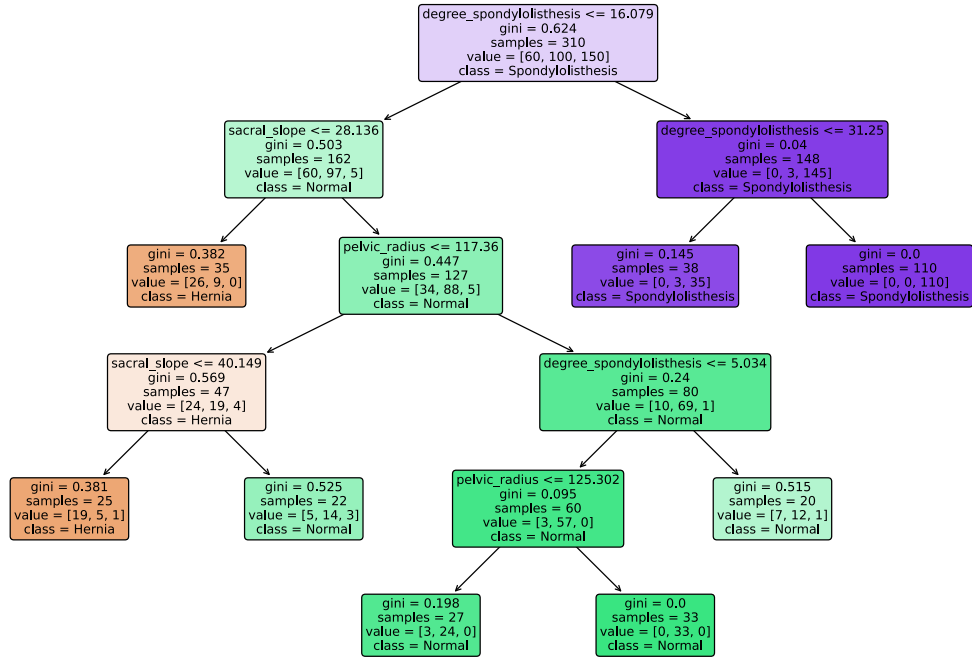 degree_spondylolisthesis <= 16.079
gini = 0.624
samples = 310
value = [60, 100, 150]
class = Spondylolisthesis
sacral_slope <= 28.136
gini = 0.503
samples = 162
value = [60, 97, 5]
class = Normal
degree_spondylolisthesis <= 31.25
gini = 0.04
samples = 148
value = [0, 3, 145]
class = Spondylolisthesis
gini = 0.382
samples = 35
value = [26, 9, 0]
class = Hernia
pelvic_radius <= 117.36
gini = 0.447
samples = 127
value = [34, 88, 5]
class = Normal
gini = 0.145
samples = 38
value = [0, 3, 35]
class = Spondylolisthesis
gini = 0.0
samples = 110
value = [0, 0, 110]
class = Spondylolisthesis
sacral_slope <= 40.149
gini = 0.569
samples = 47
value = [24, 19, 4]
class = Hernia
degree_spondylolisthesis <= 5.034
gini = 0.24
samples = 80
value = [10, 69, 1]
class = Normal
gini = 0.381
samples = 25
value = [19, 5, 1]
class = Hernia
gini = 0.525
samples = 22
value = [5, 14, 3]
class = Normal
pelvic_radius <= 125.302
gini = 0.095
samples = 60
value = [3, 57, 0]
class = Normal
gini = 0.515
samples = 20
value = [7, 12, 1]
class = Normal
gini = 0.198
samples = 27
value = [3, 24, 0]
class = Normal
gini = 0.0
samples = 33
value = [0, 33, 0]
class = Normal